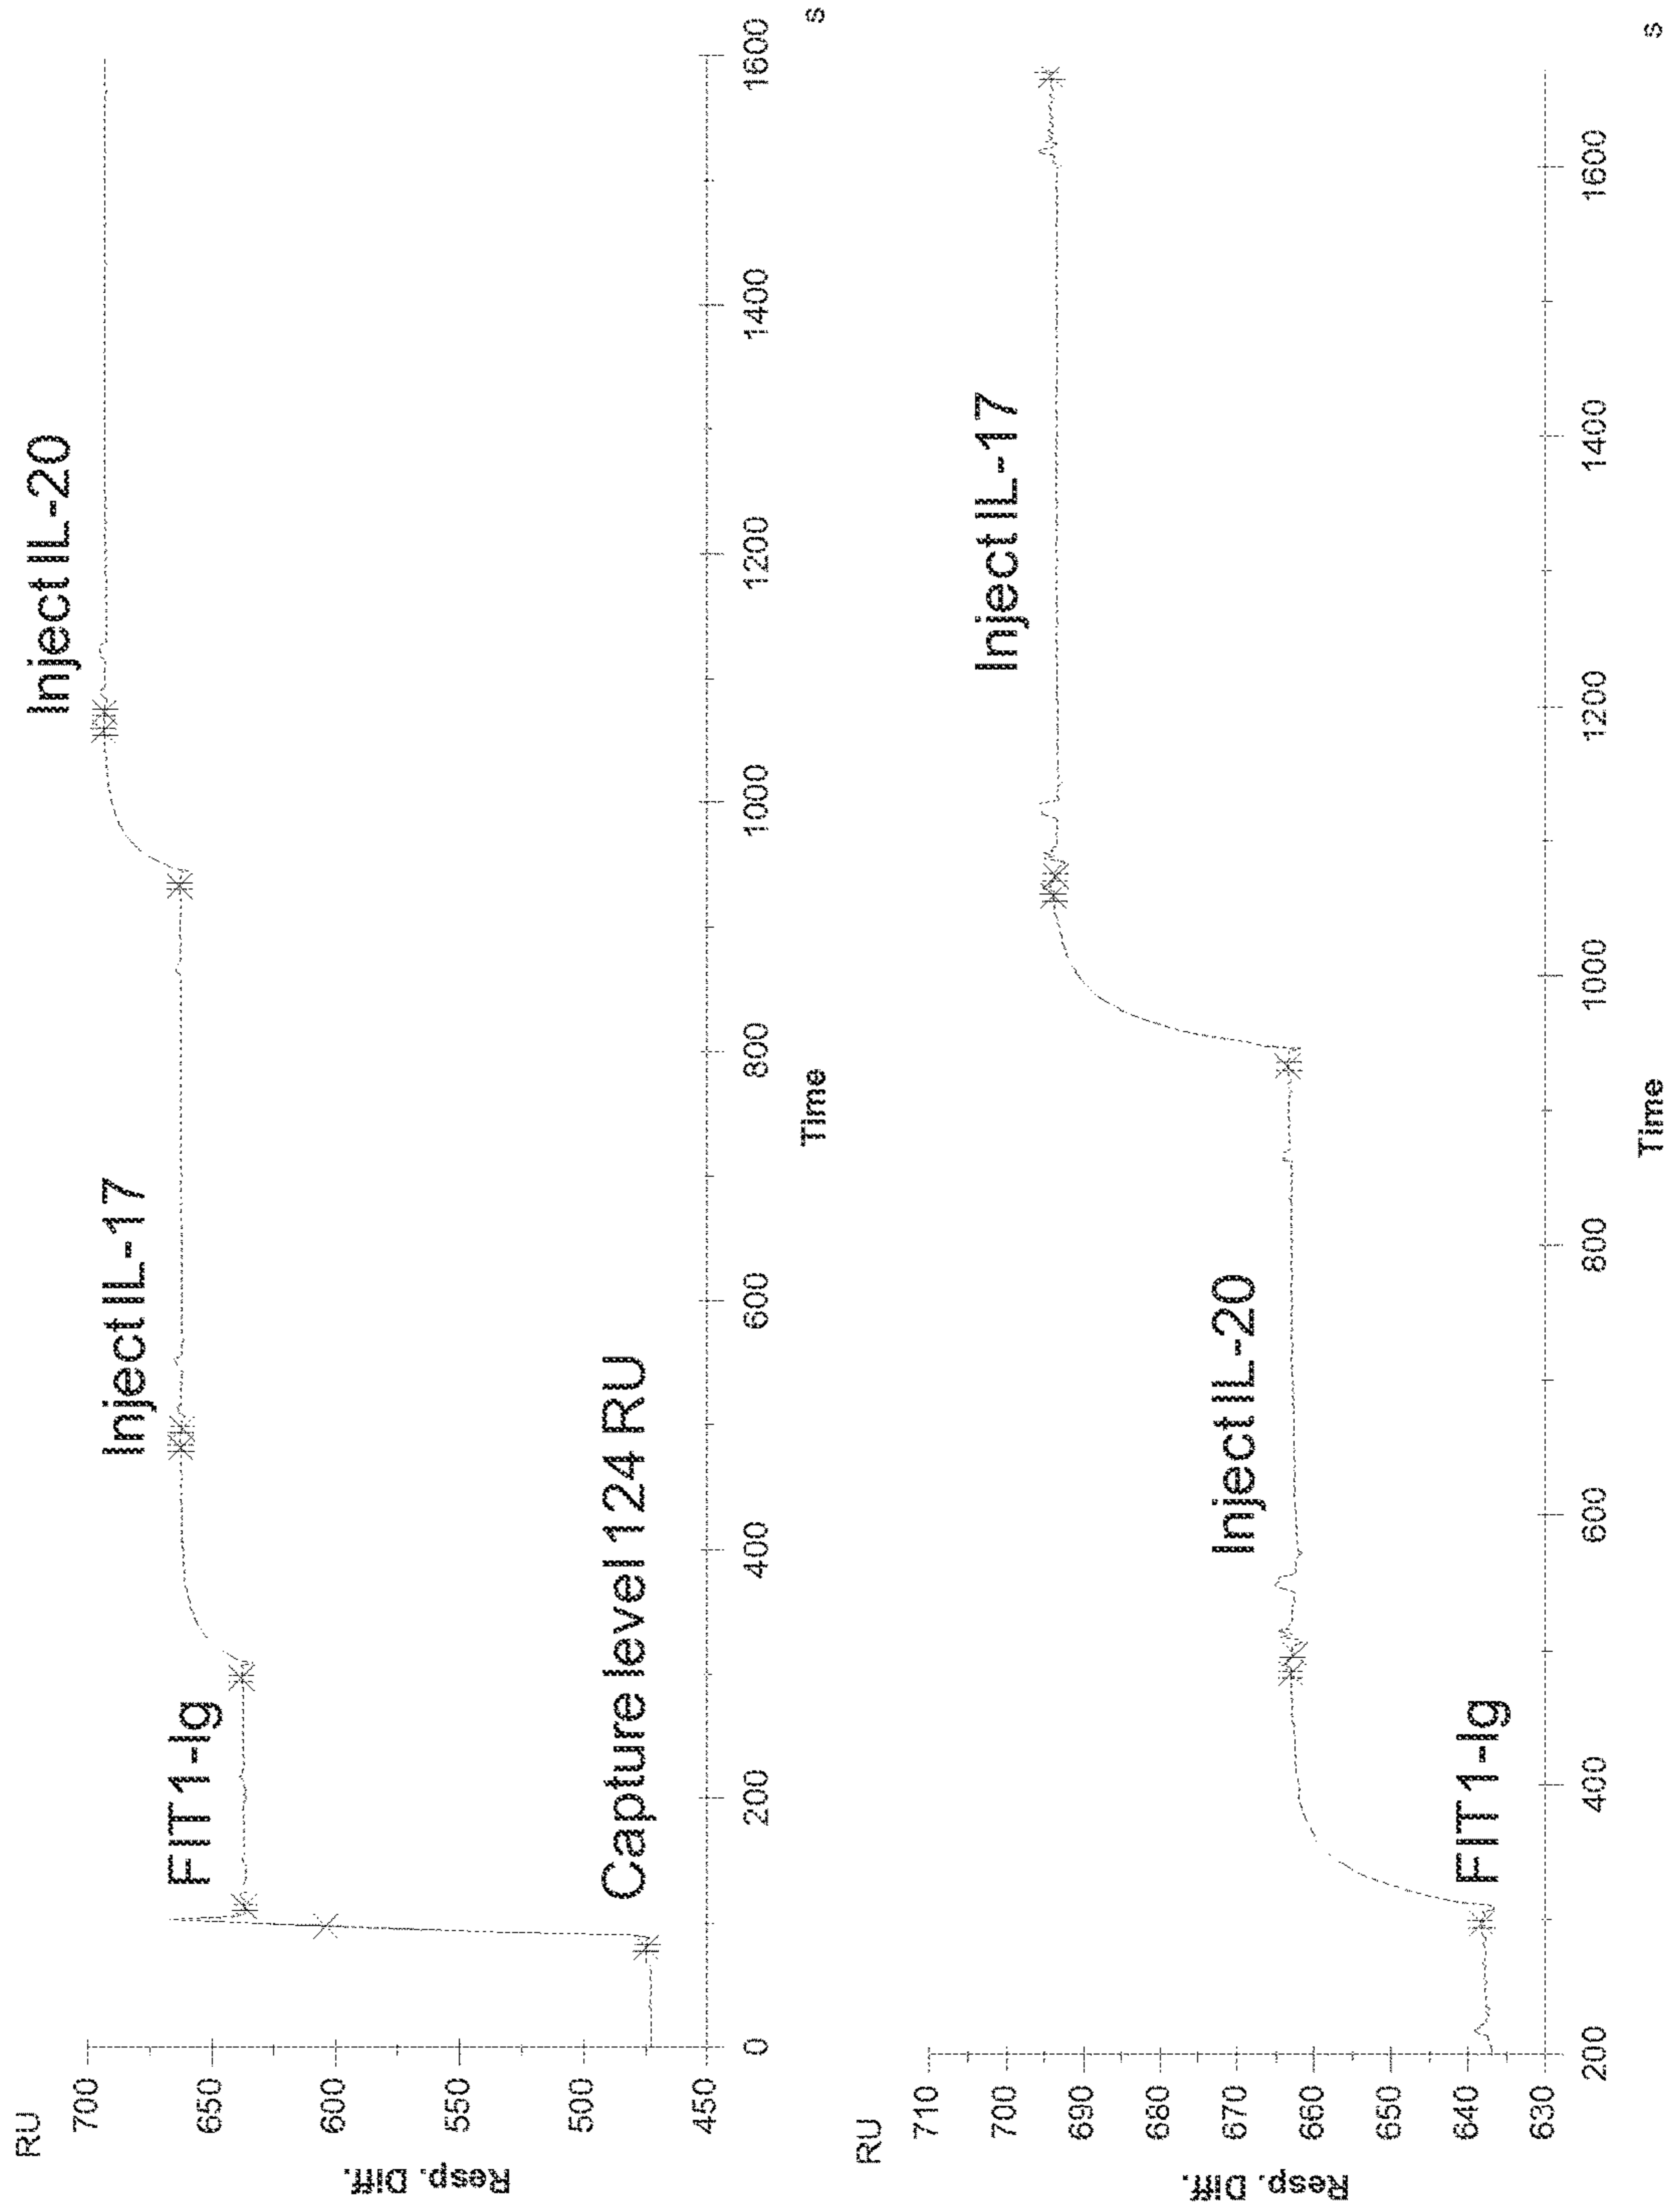 RU
700
650
600
550
500
450
Resp. Diff.
FIT1-Ig
Inject IL-17
Inject IL-20
Capture level 124 RU
0
200
400
600
800
1000
1200
1400
1600
Time
s
RU
710
700
690
680
670
660
650
640
630
Resp. Diff.
FIT1-Ig
Inject IL-20
Inject IL-17
200
400
600
800
1000
1200
1400
1600
Time
s